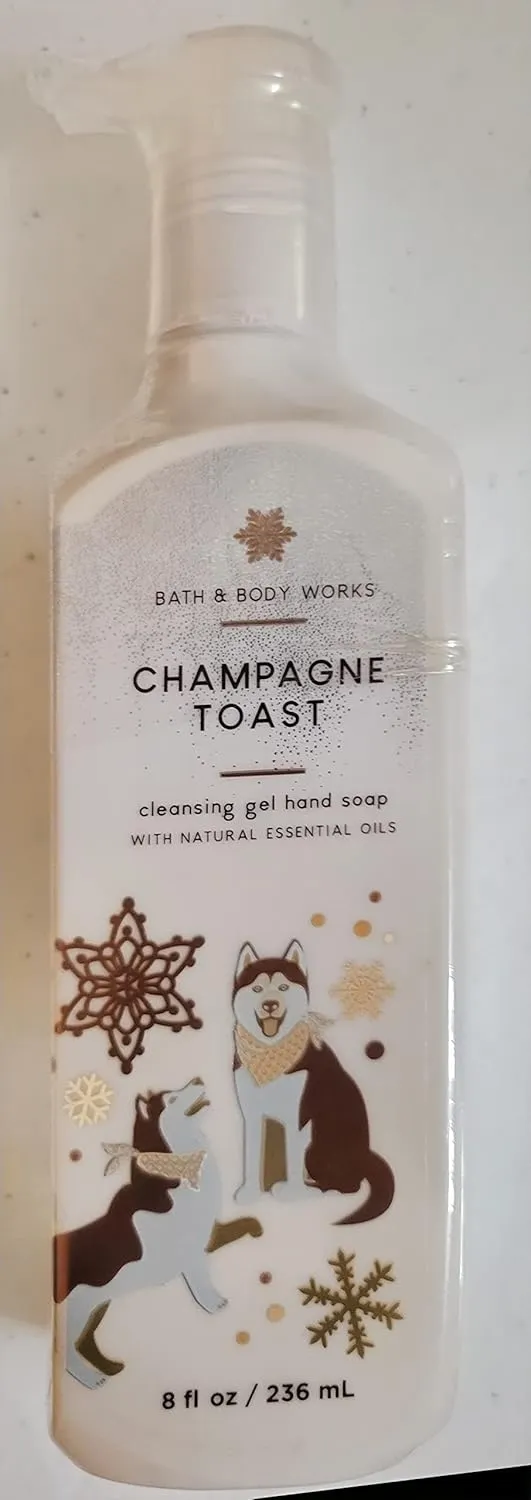 BATH & BODY WORKS
CHAMPAGNE
TOAST
cleansing gel hand soap
WITH NATURAL ESSENTIAL OILS
8 fl oz / 236 mL